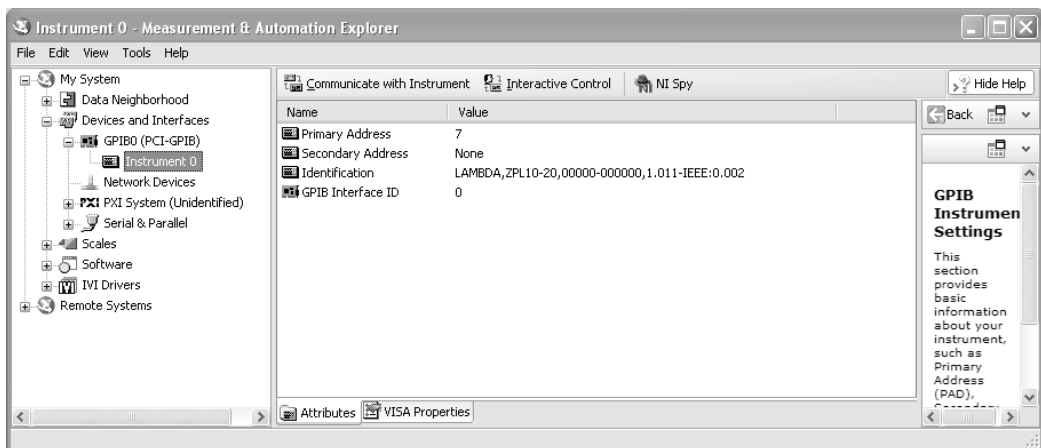 Instrument 0 - Measurement & Automation Explorer
File Edit View Tools Help
My System
Data Neighborhood
Devices and Interfaces
GPIB0 (PCI-GPIB)
Instrument 0
Network Devices
PXI PXI System (Unidentified)
Serial & Parallel
Scales
Software
IVI Drivers
Remote Systems
Communicate with Instrument Interactive Control NI Spy Hide Help
Name Value
Primary Address 7
Secondary Address None
Identification LAMBDA,ZPL10-20,00000-000000,1.011-IEEE:0.002
GPIB Interface ID 0
Attributes VISA Properties
Back
GPIB
Instrumen
Settings
This
section
provides
basic
information
about your
instrument,
such as
Primary
Address
(PAD),